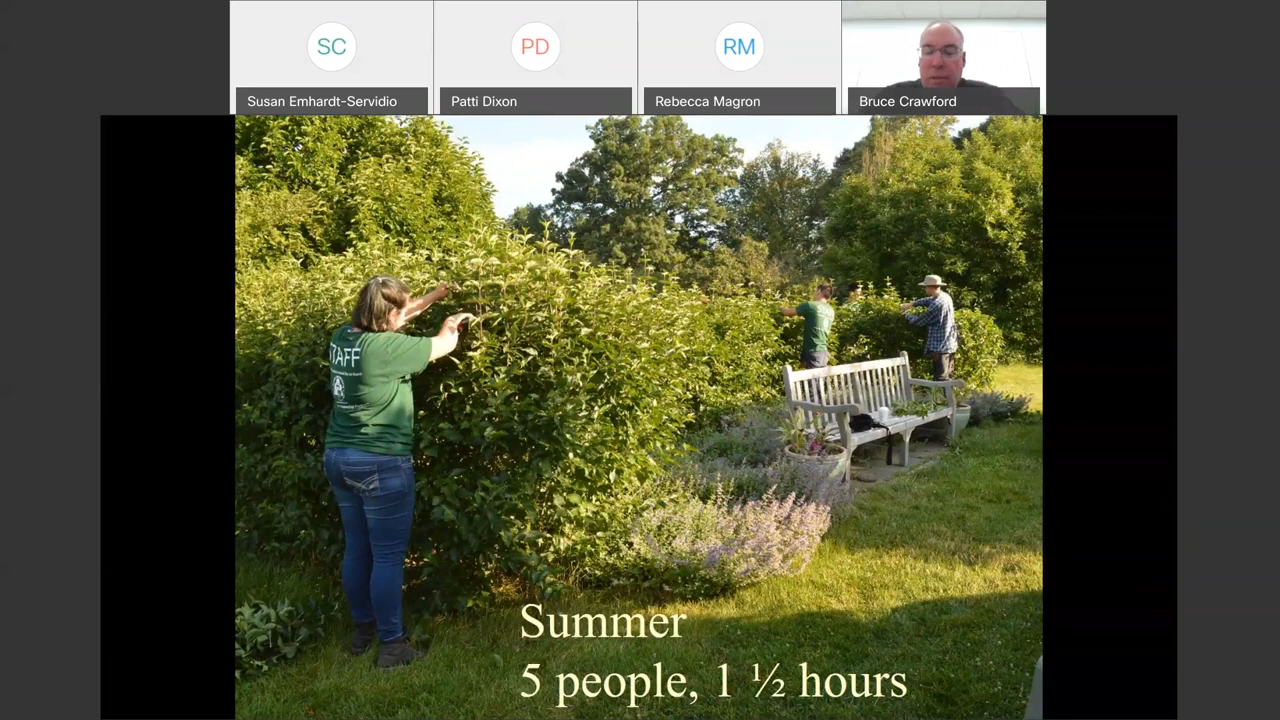 SC
PD
RM
Susan Emhardt-Servidio
Patti Dixon
Rebecca Magron
Bruce Crawford
TAFF
Summer
5 people, 1 ½ hours